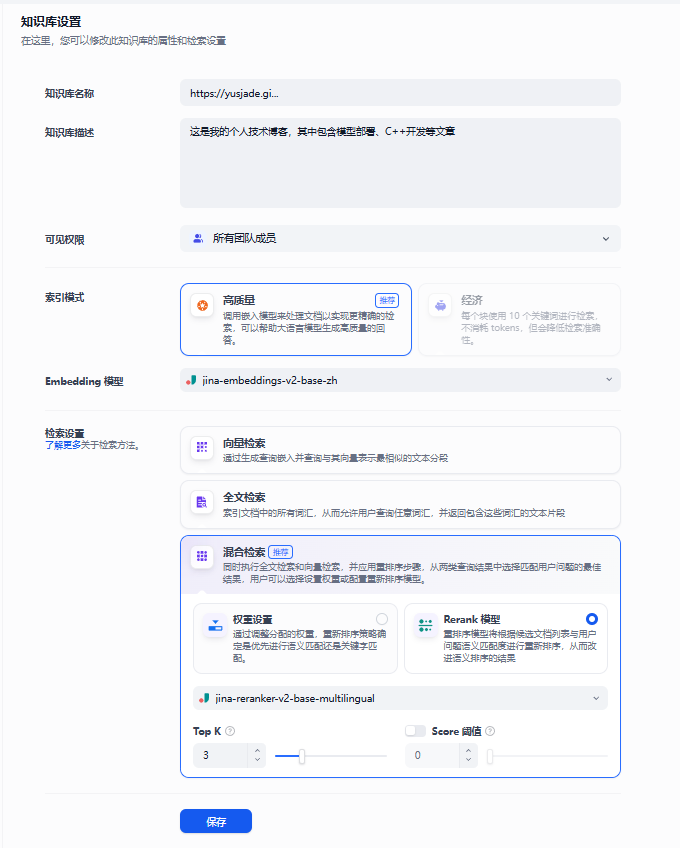 知识库设置
在这里，您可以修改此知识库的属性和检索设置
知识库名称
https://yusjade.gi...
知识库描述
这是我的个人技术博客，其中包含模型部署、C++开发等文章
可见权限
所有团队成员
索引模式
高质量
推荐
调用嵌入模型来处理文档以实现更精确的检
索，可以帮助大语言模型生成高质量的回
答。
经济
每个块使用 10 个关键词进行检索，
不消耗 tokens，但会降低检索准确
性。
Embedding 模型
jina-embeddings-v2-base-zh
检索设置
了解更多关于检索方法。
向量检索
通过生成查询嵌入并查询与其向量表示最相似的文本分段
全文检索
索引文档中的所有词汇，从而允许用户查询任意词汇，并返回包含这些词汇的文本片段
混合检索
推荐
同时执行全文检索和向量检索，并应用重排序步骤，从两类查询结果中选择匹配用户问题的最佳
结果，用户可以选择设置权重或配置重新排序模型。
权重设置
通过调整分配的权重，重新排序策略确
定是优先进行语义匹配还是关键字匹
配。
Rerank 模型
重排序模型将根据候选文档列表与用户
问题语义匹配度进行重新排序，从而改
进语义排序的结果
jina-reranker-v2-base-multilingual
Top K
3
Score 阈值
0
保存